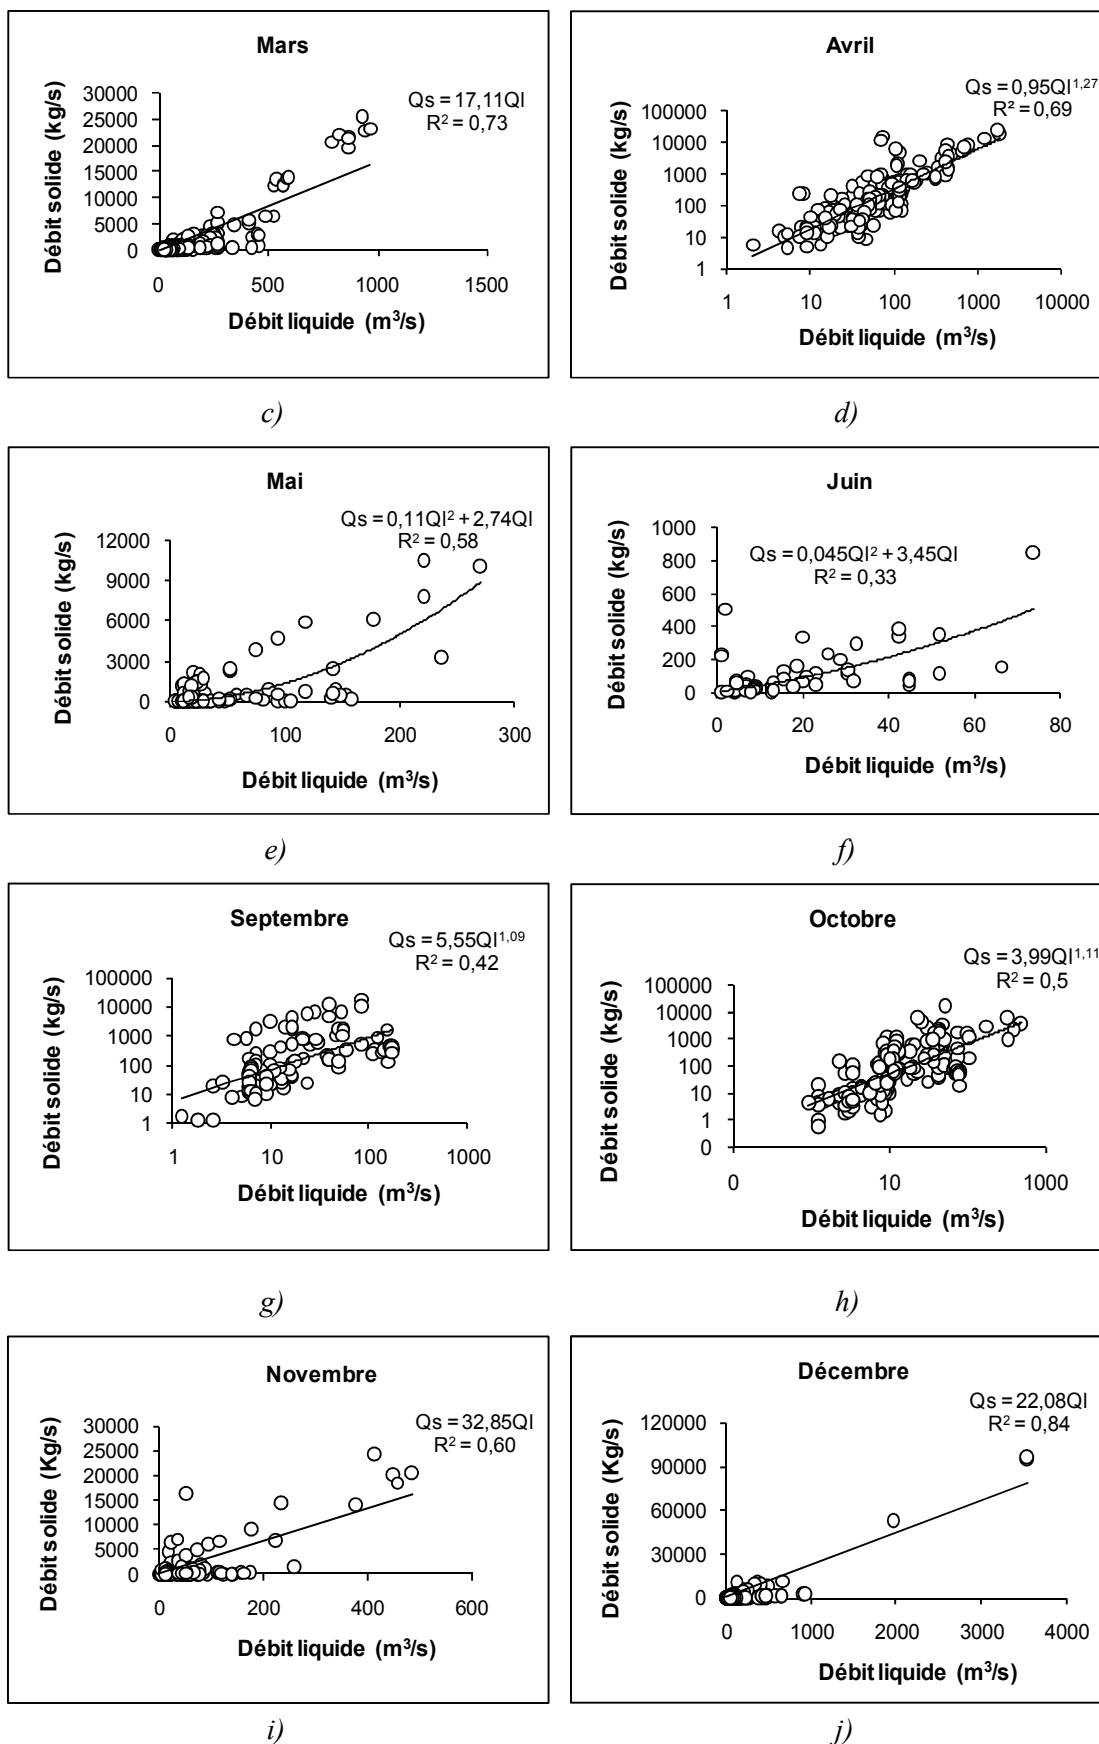 Mars
Qs = 17,11Ql
R² = 0,73
Débit solide (kg/s)
30000
25000
20000
15000
10000
5000
0
0 500 1000 1500
Débit liquide (m³/s)
c)
Avril
Qs = 0,95Ql^1,27
R² = 0,69
Débit solide (kg/s)
100000
10000
1000
100
10
1
1 10 100 1000 10000
Débit liquide (m³/s)
d)
Mai
Qs = 0,11Ql² + 2,74Ql
R² = 0,58
Débit solide (kg/s)
12000
9000
6000
3000
0
0 100 200 300
Débit liquide (m³/s)
e)
Juin
Qs = 0,045Ql² + 3,45Ql
R² = 0,33
Débit solide (kg/s)
1000
800
600
400
200
0
0 20 40 60 80
Débit liquide (m³/s)
f)
Septembre
Qs = 5,55Ql^1,09
R² = 0,42
Débit solide (kg/s)
100000
10000
1000
100
10
1
1 10 100 1000
Débit liquide (m³/s)
g)
Octobre
Qs = 3,99Ql^1,11
R² = 0,5
Débit solide (kg/s)
100000
10000
1000
100
10
1
0
0 10 1000
Débit liquide (m³/s)
h)
Novembre
Qs = 32,85Ql
R² = 0,60
Débit solide (Kg/s)
30000
25000
20000
15000
10000
5000
0
0 200 400 600
Débit liquide (m³/s)
i)
Décembre
Qs = 22,08Ql
R² = 0,84
Débit solide (Kg/s)
120000
90000
60000
30000
0
0 1000 2000 3000 4000
Débit liquide (m³/s)
j)